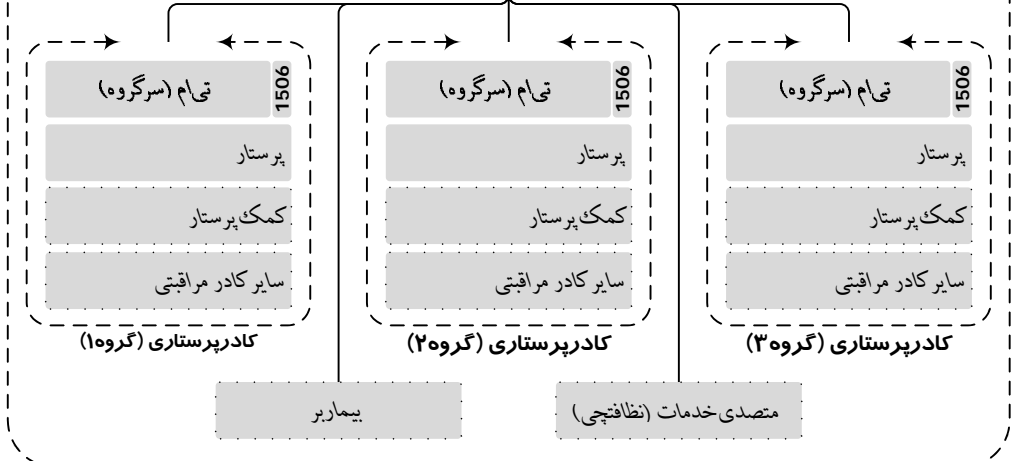 تی‌ام (سرگروه)
1506
پرستار
کمک‌پرستار
سایر کادر مراقبتی
کادرپرستاری (گروه۳)
تی‌ام (سرگروه)
1506
پرستار
کمک‌پرستار
سایر کادر مراقبتی
کادرپرستاری (گروه۲)
تی‌ام (سرگروه)
1506
پرستار
کمک‌پرستار
سایر کادر مراقبتی
کادرپرستاری (گروه۱)
متصدی‌خدمات (نظافتچی)
بیماربر